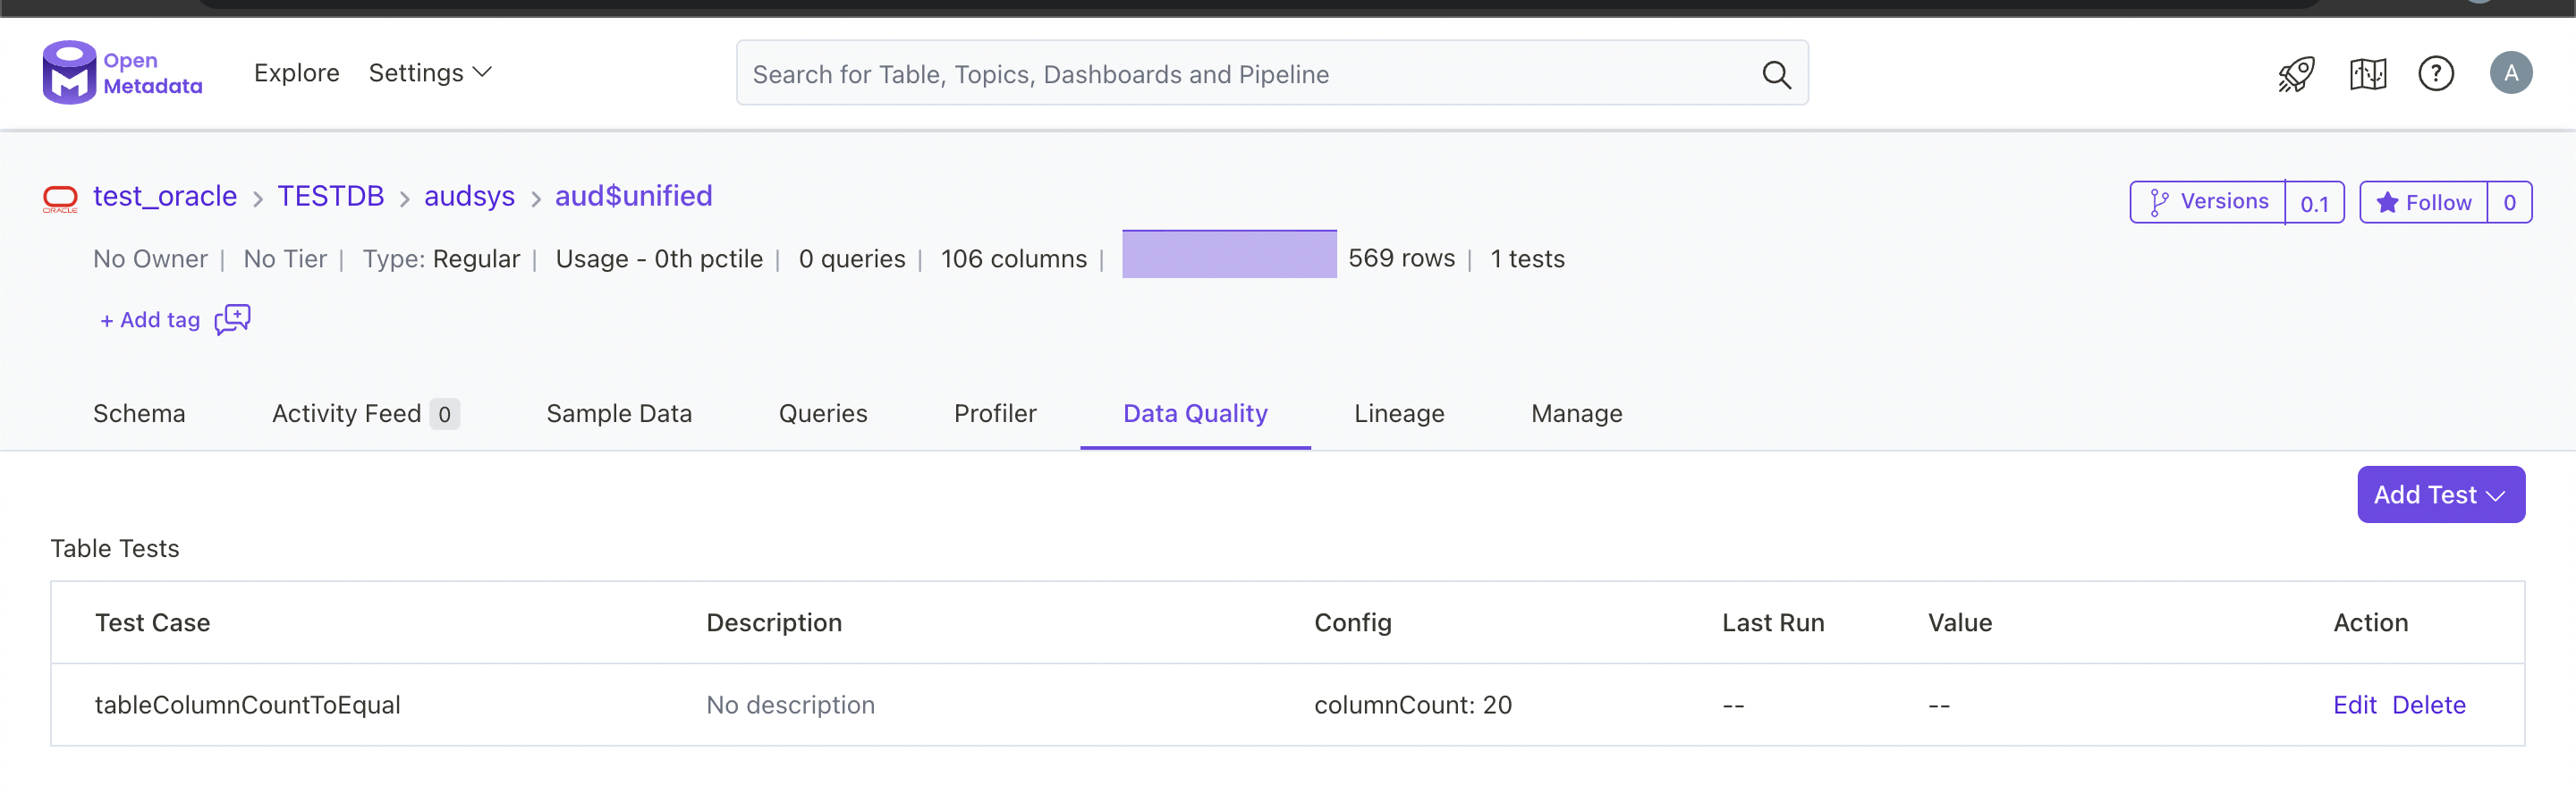 Open
Metadata
Explore Settings
Search for Table, Topics, Dashboards and Pipeline
?
A
ORACLE
test_oracle > TESTDB > audsys > aud$unified
Versions 0.1
Follow 0
No Owner | No Tier | Type: Regular | Usage - 0th pctile | 0 queries | 106 columns | 569 rows | 1 tests
+ Add tag
Schema Activity Feed 0 Sample Data Queries Profiler Data Quality Lineage Manage
Add Test
Table Tests
Test Case Description Config Last Run Value Action
tableColumnCountToEqual No description columnCount: 20 -- -- Edit Delete